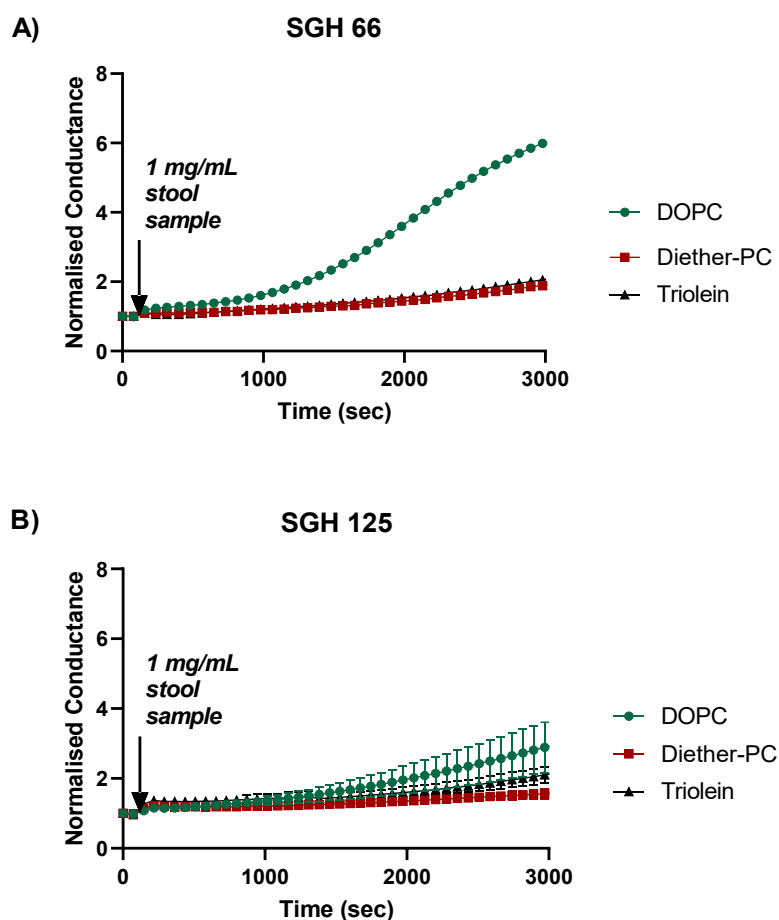 A)
SGH 66
Normalised Conductance
8
6
4
2
0
1 mg/mL
stool
sample
0 1000 2000 3000
Time (sec)
DOPC
Diether-PC
Triolein
B)
SGH 125
Normalised Conductance
8
6
4
2
0
1 mg/mL
stool
sample
0 1000 2000 3000
Time (sec)
DOPC
Diether-PC
Triolein